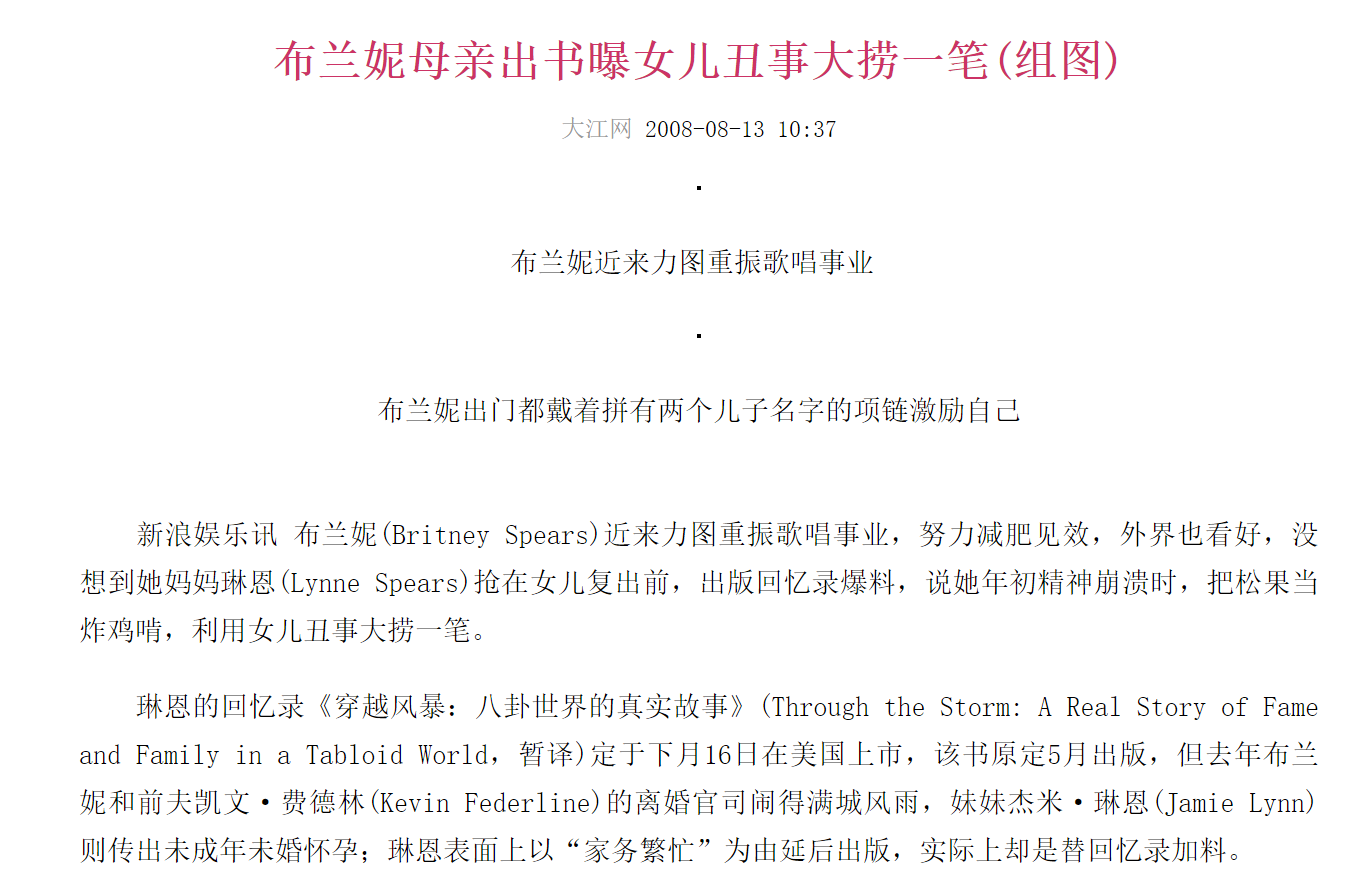 布兰妮母亲出书曝女儿丑事大捞一笔(组图)
大江网 2008-08-13 10:37
布兰妮近来力图重振歌唱事业
布兰妮出门都戴着拼有两个儿子名字的项链激励自己
新浪娱乐讯 布兰妮(Britney Spears)近来力图重振歌唱事业，努力减肥见效，外界也看好，没
想到她妈妈琳恩(Lynne Spears)抢在女儿复出前，出版回忆录爆料，说她年初精神崩溃时，把松果当
炸鸡啃，利用女儿丑事大捞一笔。
琳恩的回忆录《穿越风暴：八卦世界的真实故事》(Through the Storm: A Real Story of Fame
and Family in a Tabloid World，暂译)定于下月16日在美国上市，该书原定5月出版，但去年布兰
妮和前夫凯文·费德林(Kevin Federline)的离婚官司闹得满城风雨，妹妹杰米·琳恩(Jamie Lynn)
则传出未成年未婚怀孕；琳恩表面上以“家务繁忙”为由延后出版，实际上却是替回忆录加料。